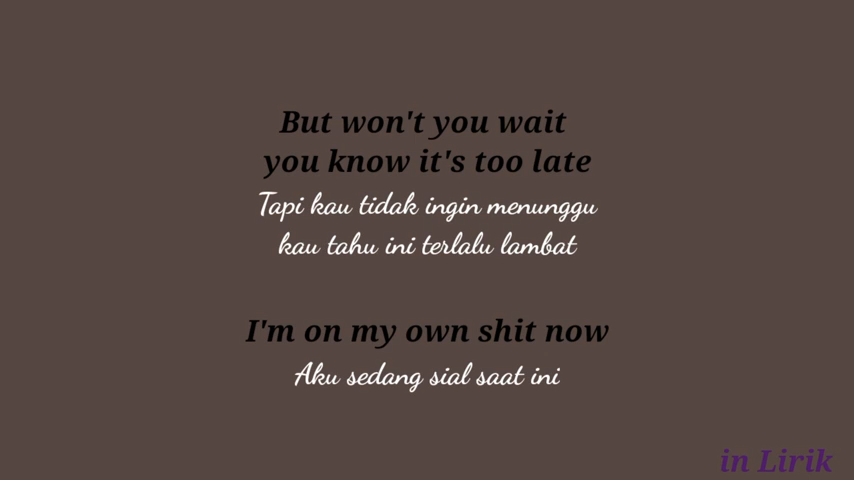 But won't you wait
you know it's too late
Tapi kau tidak ingin menunggu
kau tahu ini terlalu lambat
I'm on my own shit now
Aku sedang sial saat ini
in Lirik